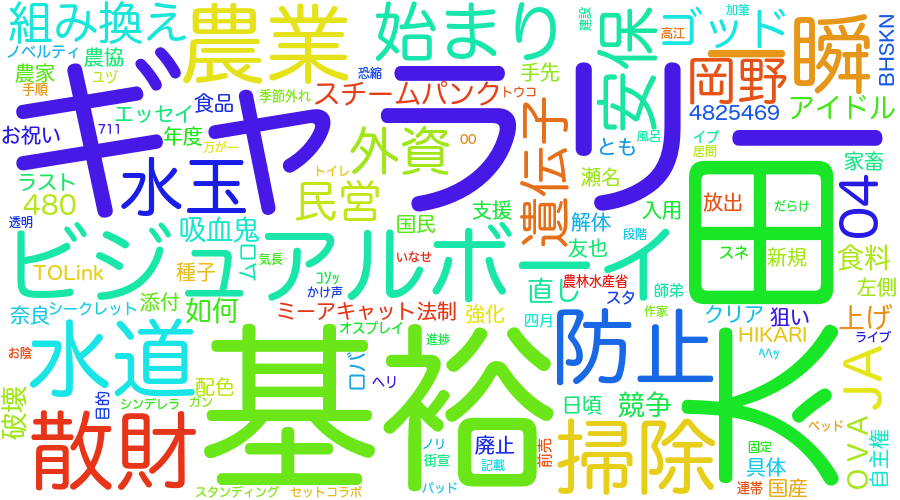 組み換え
ノベルティ
農協
農家
ユヅ
手順
農業
始まり
恐縮
手先
建設
加筆
高江
ゴッド
瞬
BHSKN
安保
岡野
4825469
アイドル
ギャラリー
お祝い
711
エッセイ
食品
季節外れ
スチームパンク
トウコ
年度
万が一
外資
00
遺伝子
とも
風呂
イプ
居間
家畜
瀬名
水玉
トイレ
民営
ラスト
480
透明
吸血鬼
国民
支援
解体
入用
放出
だらけ
04
太田
ビジュアルボーイ
ムロ
気長
いなせ
友也
段階
スネ
新規
食料
TOLink
種子
コソッ
かけ声
農林水産省
直し
スタ
師弟
左側
奈良
シークレット
添付
如何
ミーアキャット
法制
強化
四月
作家
クリア
狙い
上げ
オスプレイ
進捗
HIKARI
ライブ
お陰
水道
基裕
防止
ハハッ
JA
破壊
目的
シンデレラ
配色
ガン
ロバジ
ヘリ
日頃
競争
ベッド
散財
ノリ
街宣
廃止
記載
前売
掃除
固定
具体
OVA
自主権
スタンディング
セットコラボ
パッド
連帯
国産